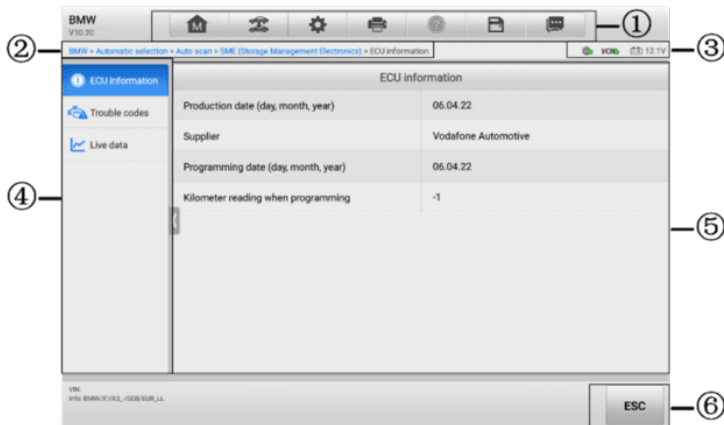 BMW
V10.20
M
①
②
BMW > Automatic selection > Auto scan > SME (Storage Management Electronics) > ECU information
VCI
12.1V
③
ECU information
ECU information
Production date (day, month, year) 06.04.22
Trouble codes
Supplier Vodafone Automotive
Live data
Programming date (day, month, year) 06.04.22
④
Kilometer reading when programming -1
⑤
VIN:
ESC
⑥